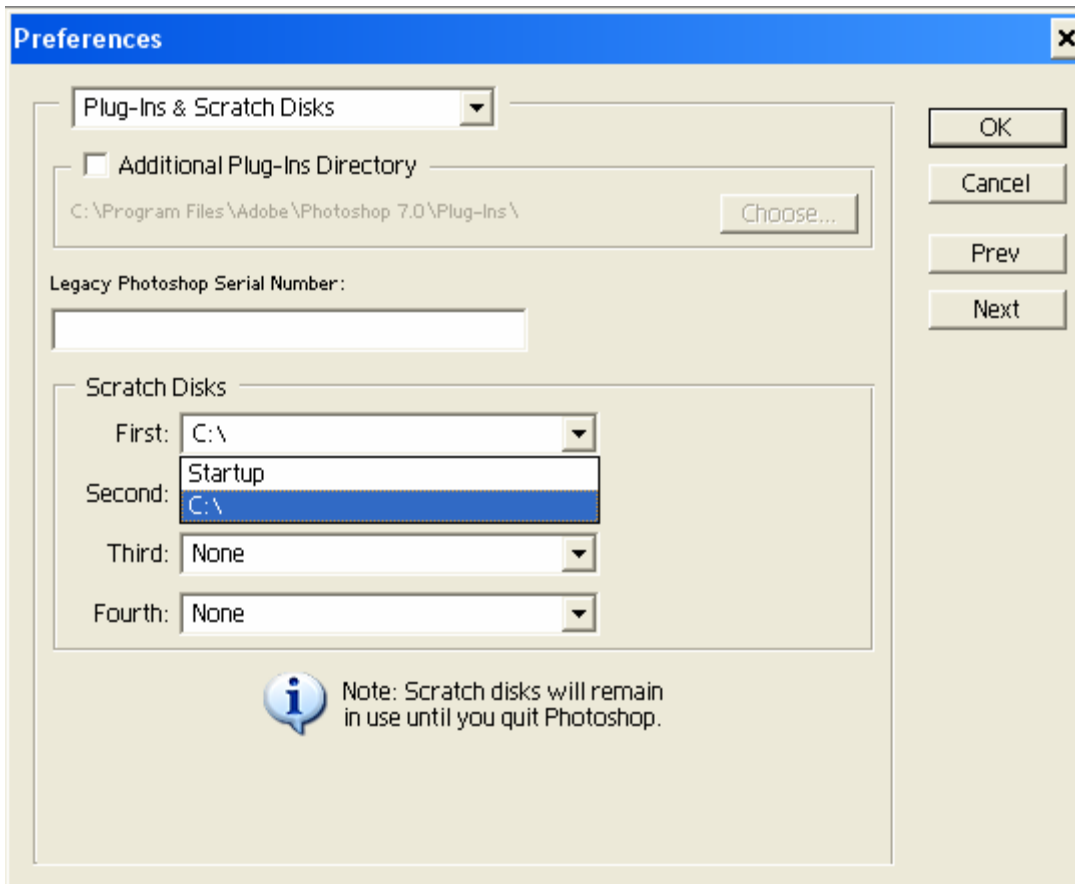 Preferences
Plug-Ins & Scratch Disks
OK
Additional Plug-Ins Directory
Cancel
C:\Program Files\Adobe\Photoshop 7.0\Plug-Ins\
Choose...
Prev
Legacy Photoshop Serial Number:
Next
Scratch Disks
First: C:\
Startup
Second: C:\
Third: None
Fourth: None
Note: Scratch disks will remain
in use until you quit Photoshop.